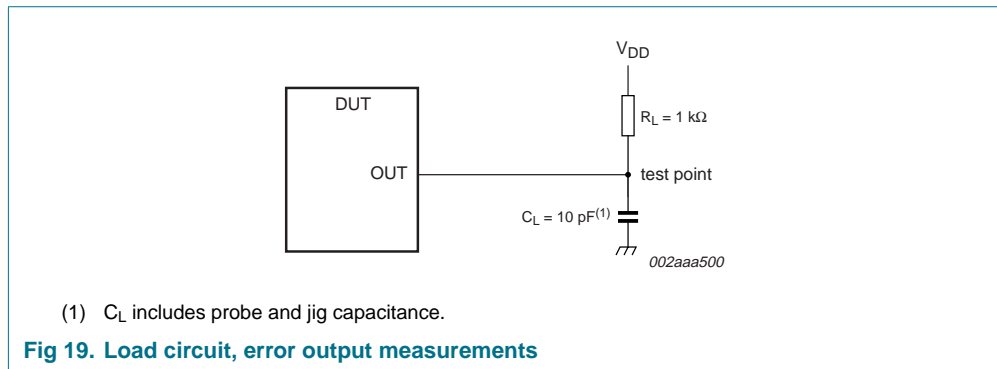 V_DD
DUT
R_L = 1 kΩ
OUT
test point
C_L = 10 pF(1)
002aaa500
(1) C_L includes probe and jig capacitance.
Fig 19. Load circuit, error output measurements